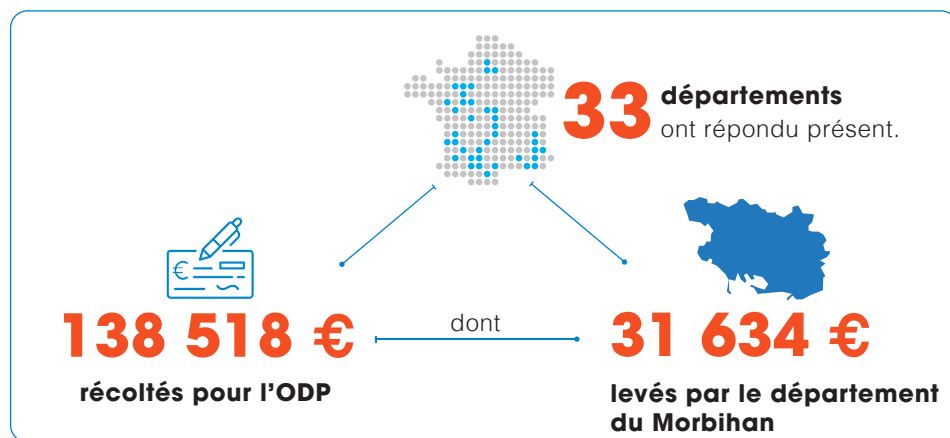 33 départements
ont répondu présent.
138 518 €
récoltés pour l’ODP
dont
31 634 €
levés par le département
du Morbihan